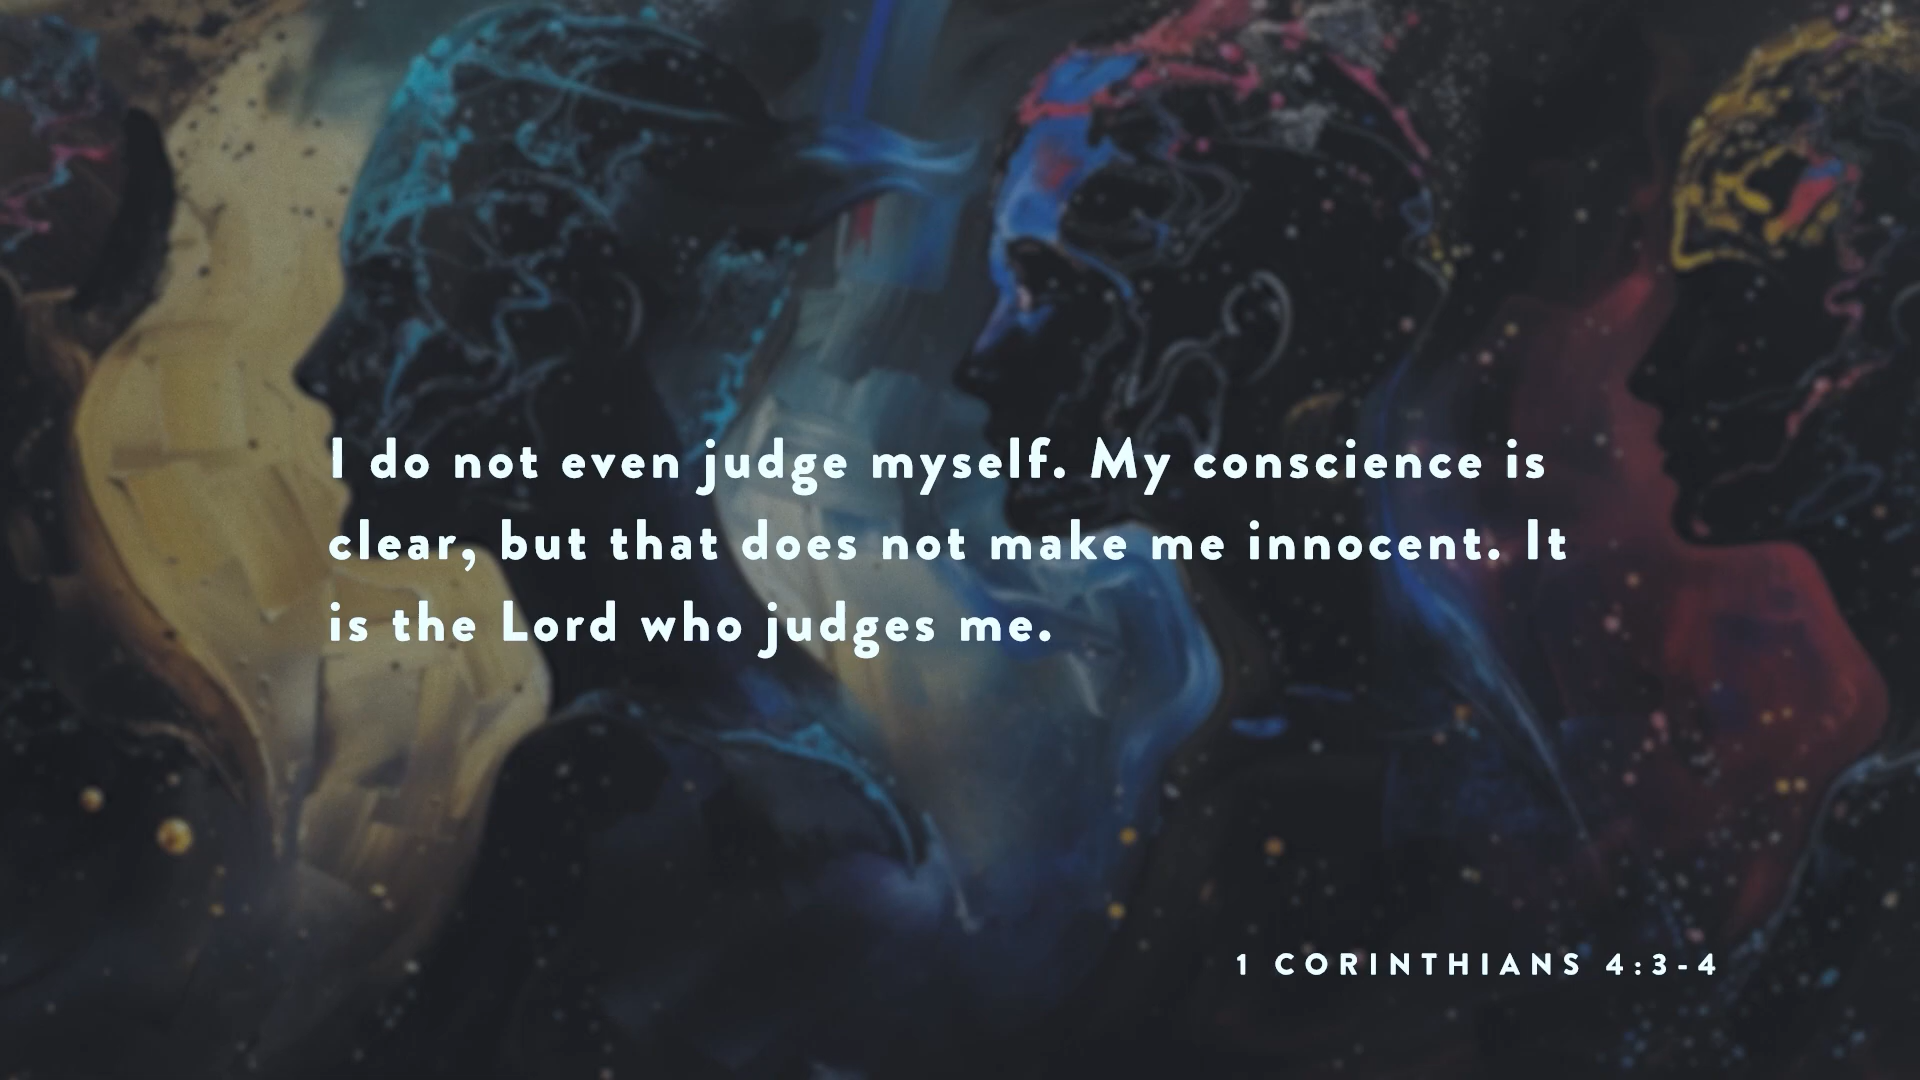 I do not even judge myself. My conscience is
clear, but that does not make me innocent. It
is the Lord who judges me.
1 CORINTHIANS 4:3-4